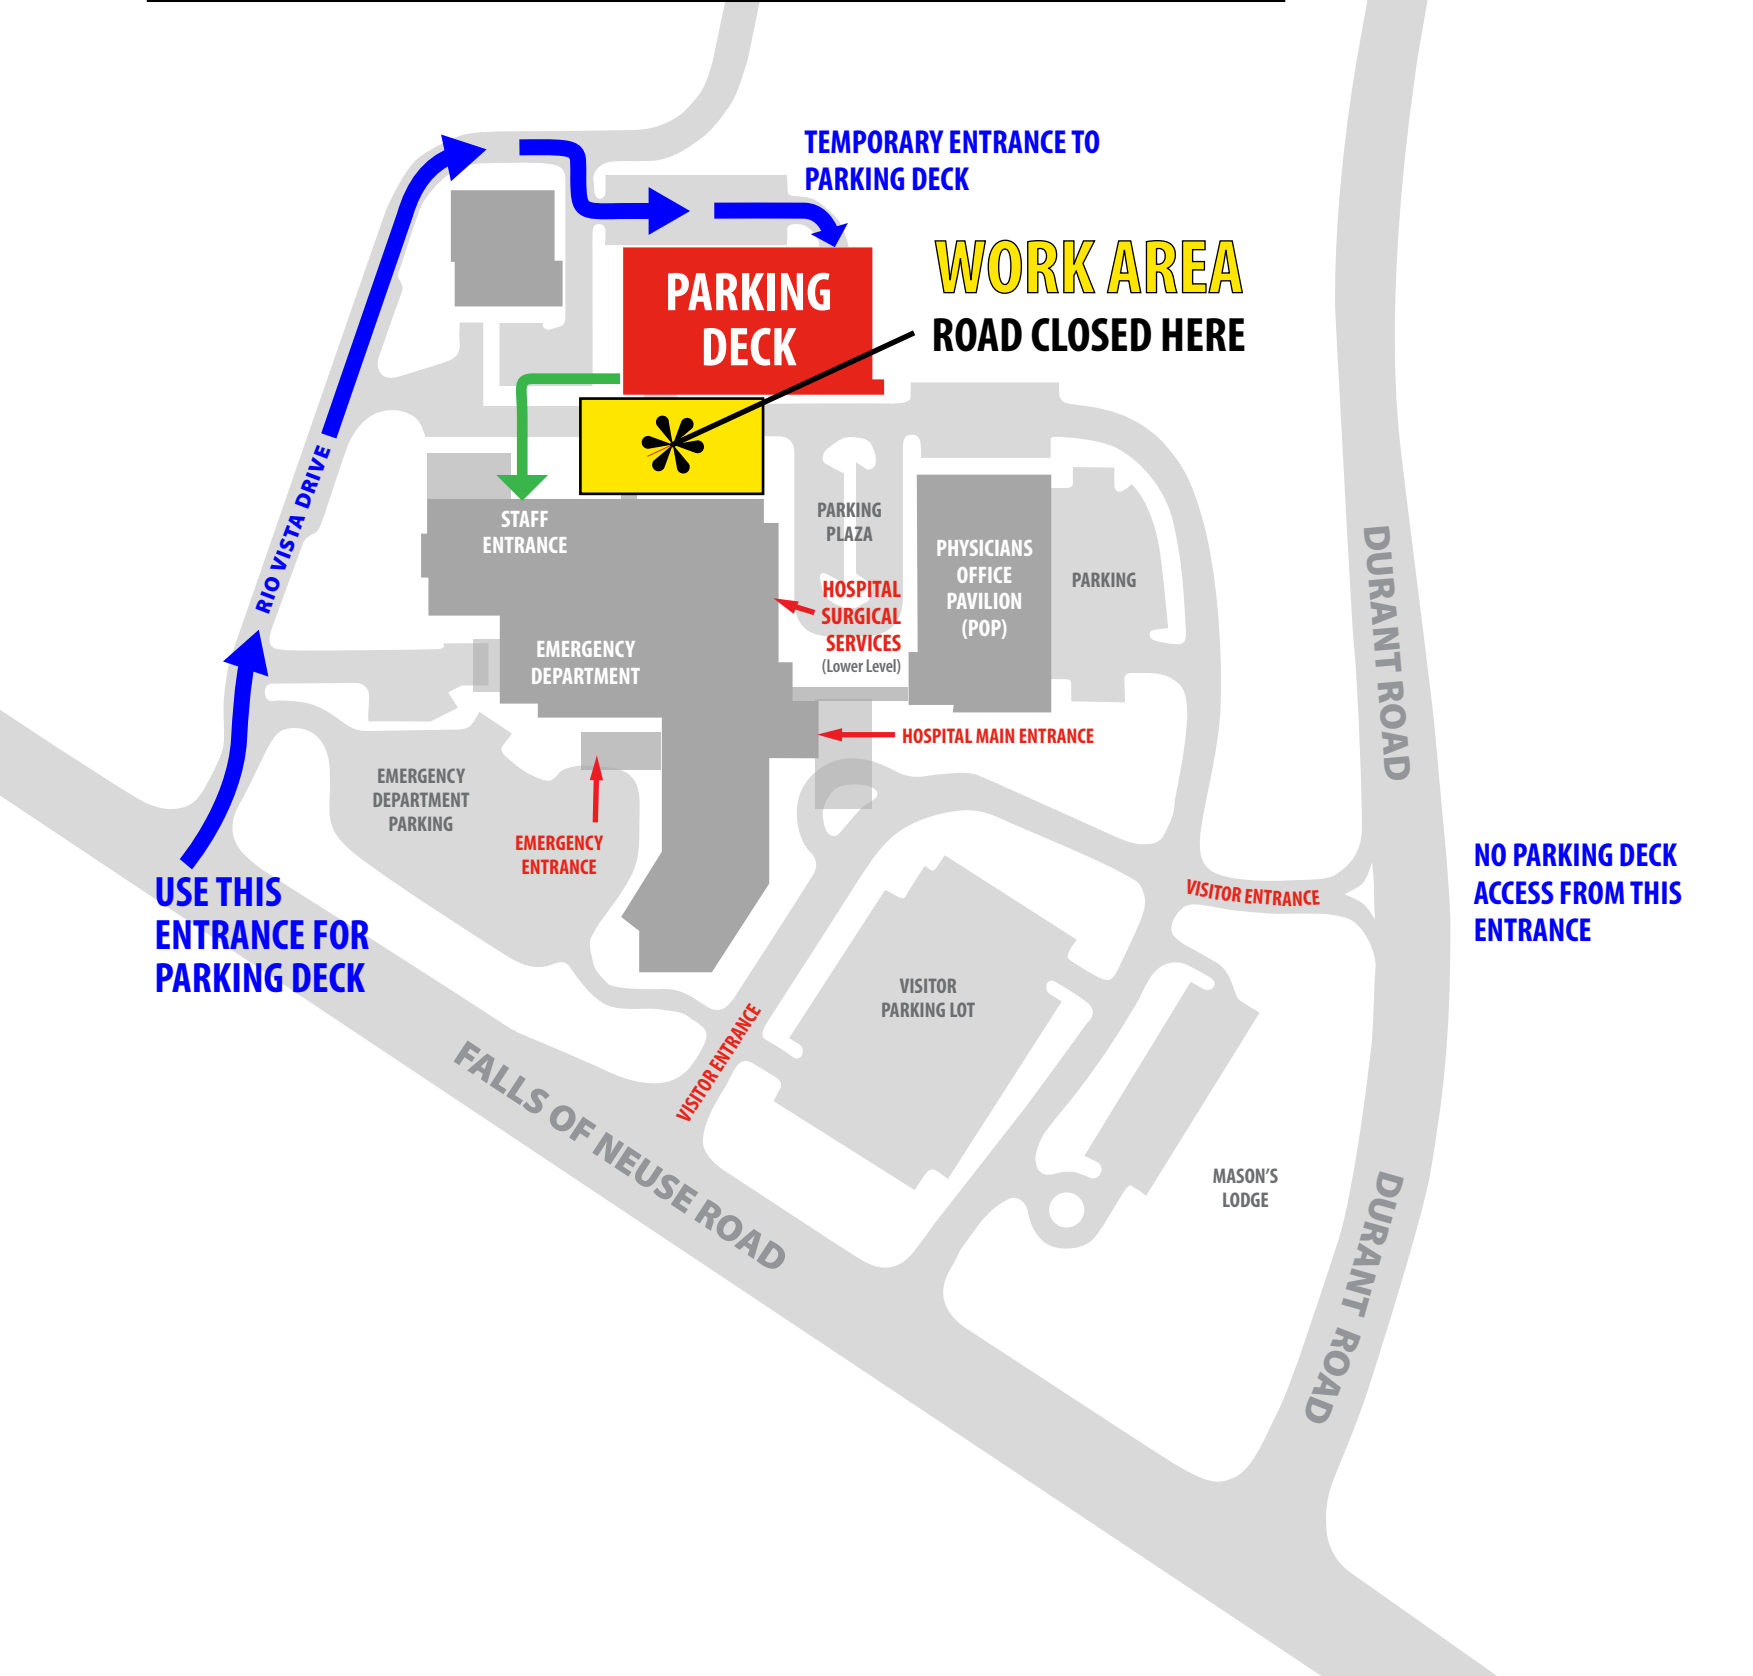 TEMPORARY ENTRANCE TO
PARKING DECK
WORK AREA
ROAD CLOSED HERE
PARKING
DECK
RIO VISTA DRIVE
STAFF
ENTRANCE
PARKING
PLAZA
PHYSICIANS
OFFICE
PAVILION
(POP)
PARKING
DURANT ROAD
HOSPITAL
SURGICAL
SERVICES
(Lower Level)
EMERGENCY
DEPARTMENT
HOSPITAL MAIN ENTRANCE
EMERGENCY
DEPARTMENT
PARKING
EMERGENCY
ENTRANCE
USE THIS
ENTRANCE FOR
PARKING DECK
VISITOR ENTRANCE
NO PARKING DECK
ACCESS FROM THIS
ENTRANCE
VISITOR
PARKING LOT
VISITOR ENTRANCE
FALLS OF NEUSE ROAD
MASON'S
LODGE
DURANT ROAD